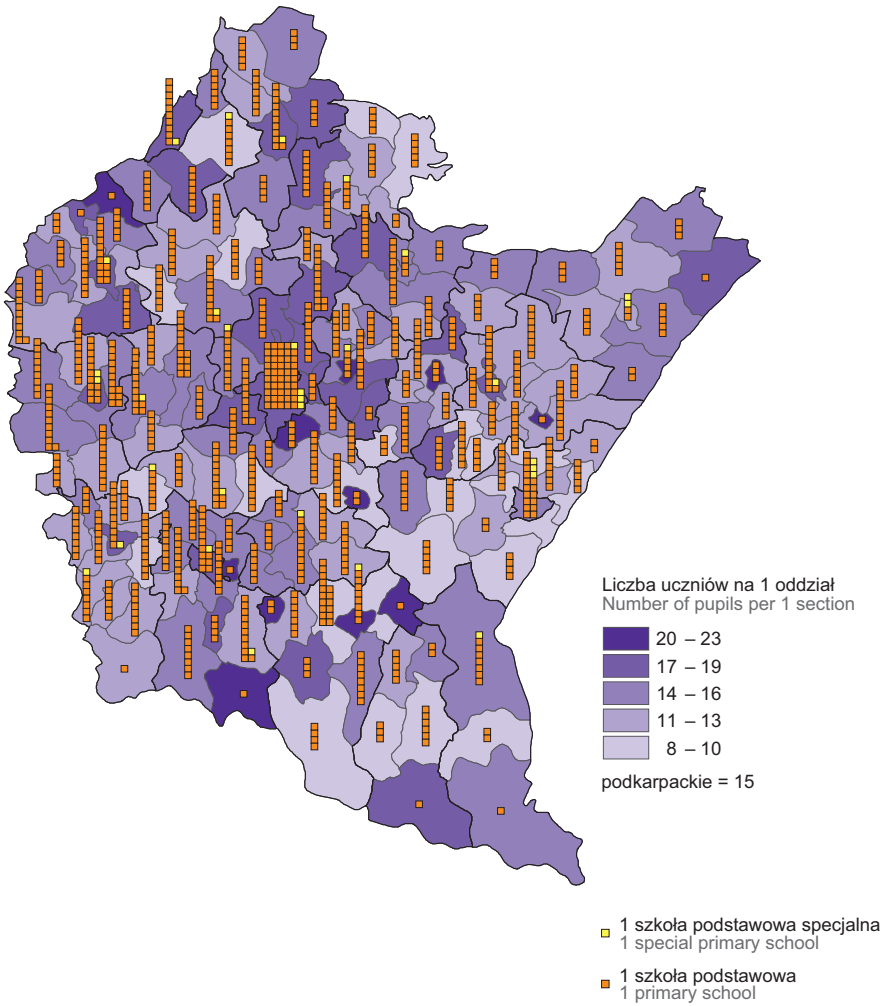 Liczba uczniów na 1 oddział
Number of pupils per 1 section
20 – 23
17 – 19
14 – 16
11 – 13
8 – 10
podkarpackie = 15
1 szkoła podstawowa specjalna
1 special primary school
1 szkoła podstawowa
1 primary school